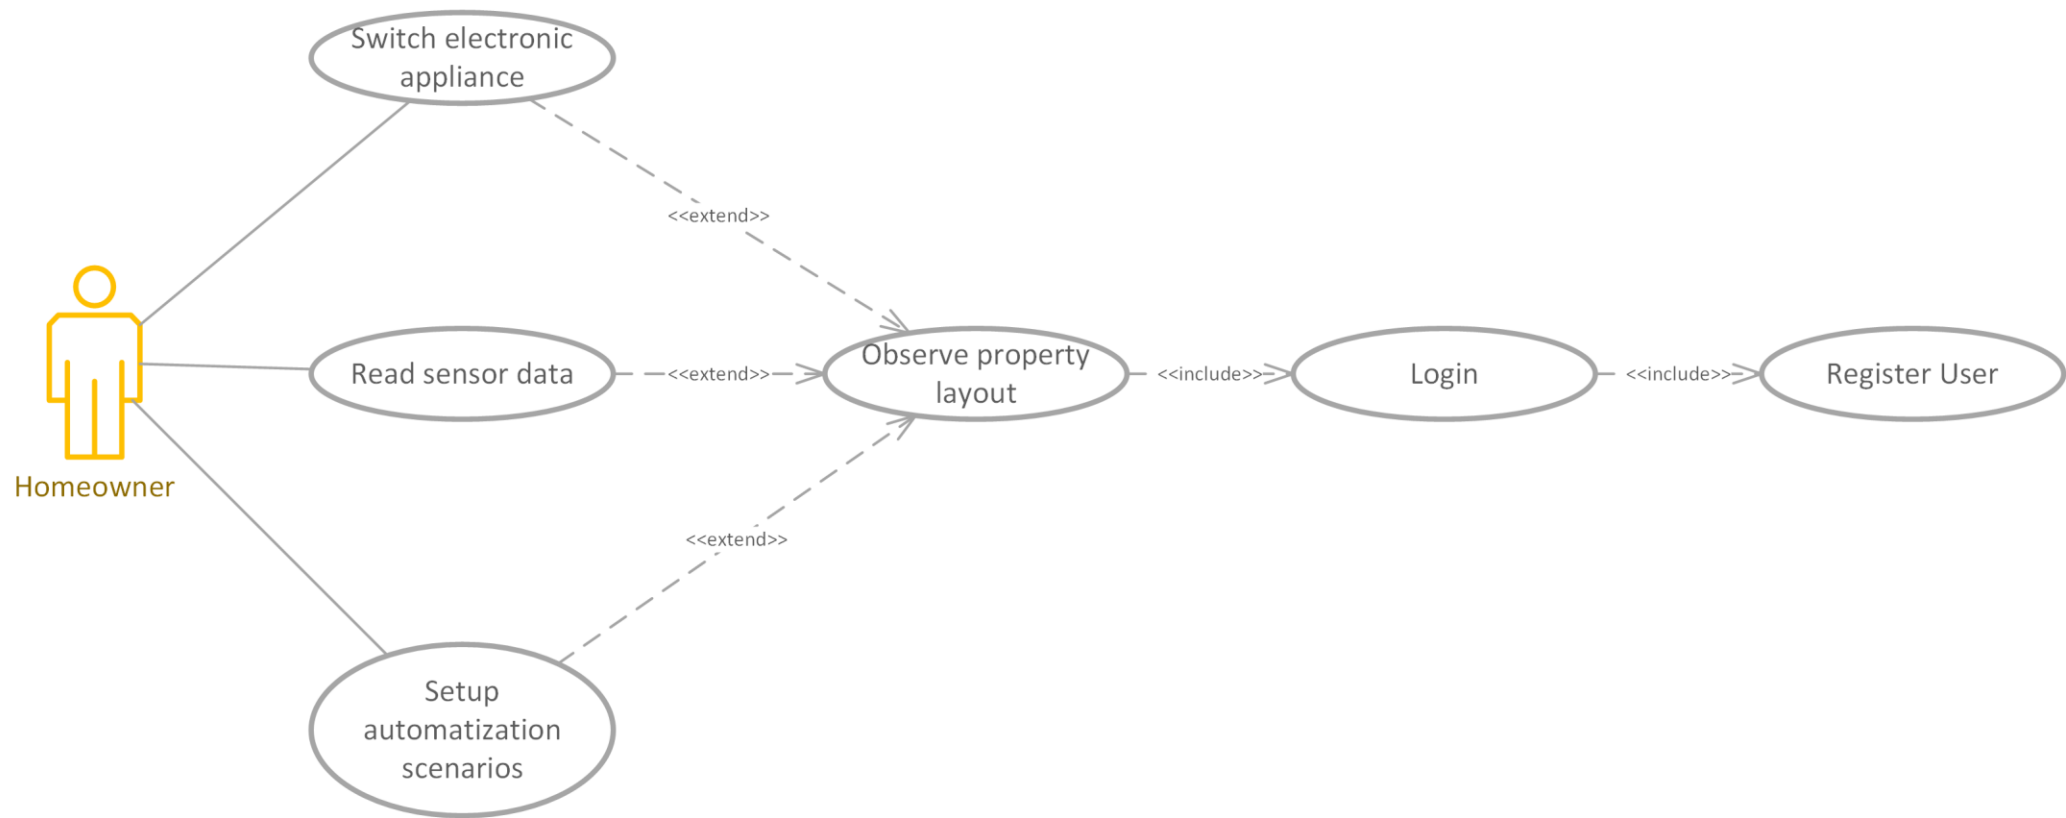 Switch electronic
appliance
<<extend>>
Read sensor data
<<extend>>
Observe property
layout
<<include>>
Login
<<include>>
Register User
Homeowner
<<extend>>
Setup
automatization
scenarios